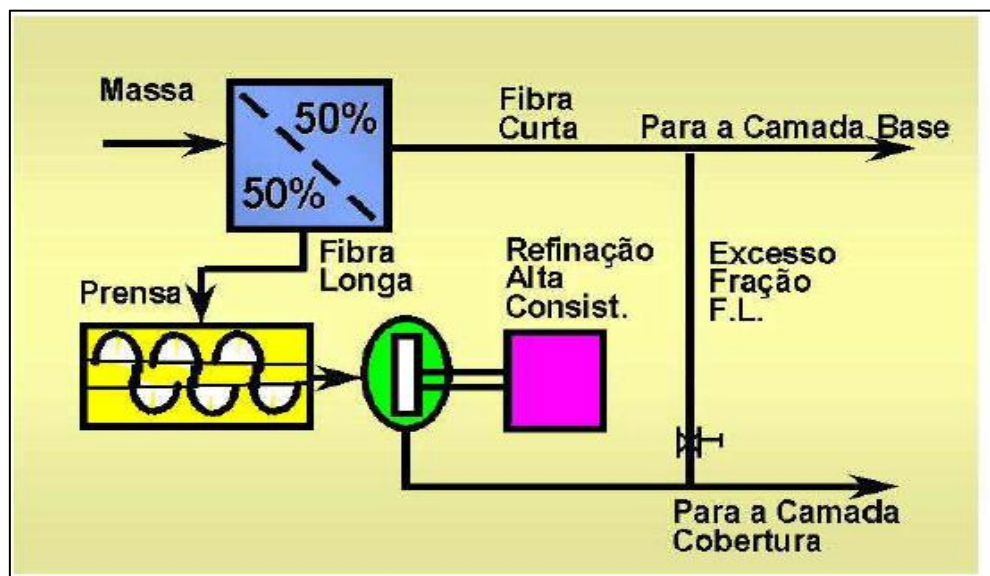 Massa
50%
50%
Fibra
Curta
Para a Camada Base
Fibra
Longa
Prensa
Refinação
Alta
Consist.
Excesso
Fração
F.L.
Para a Camada
Cobertura